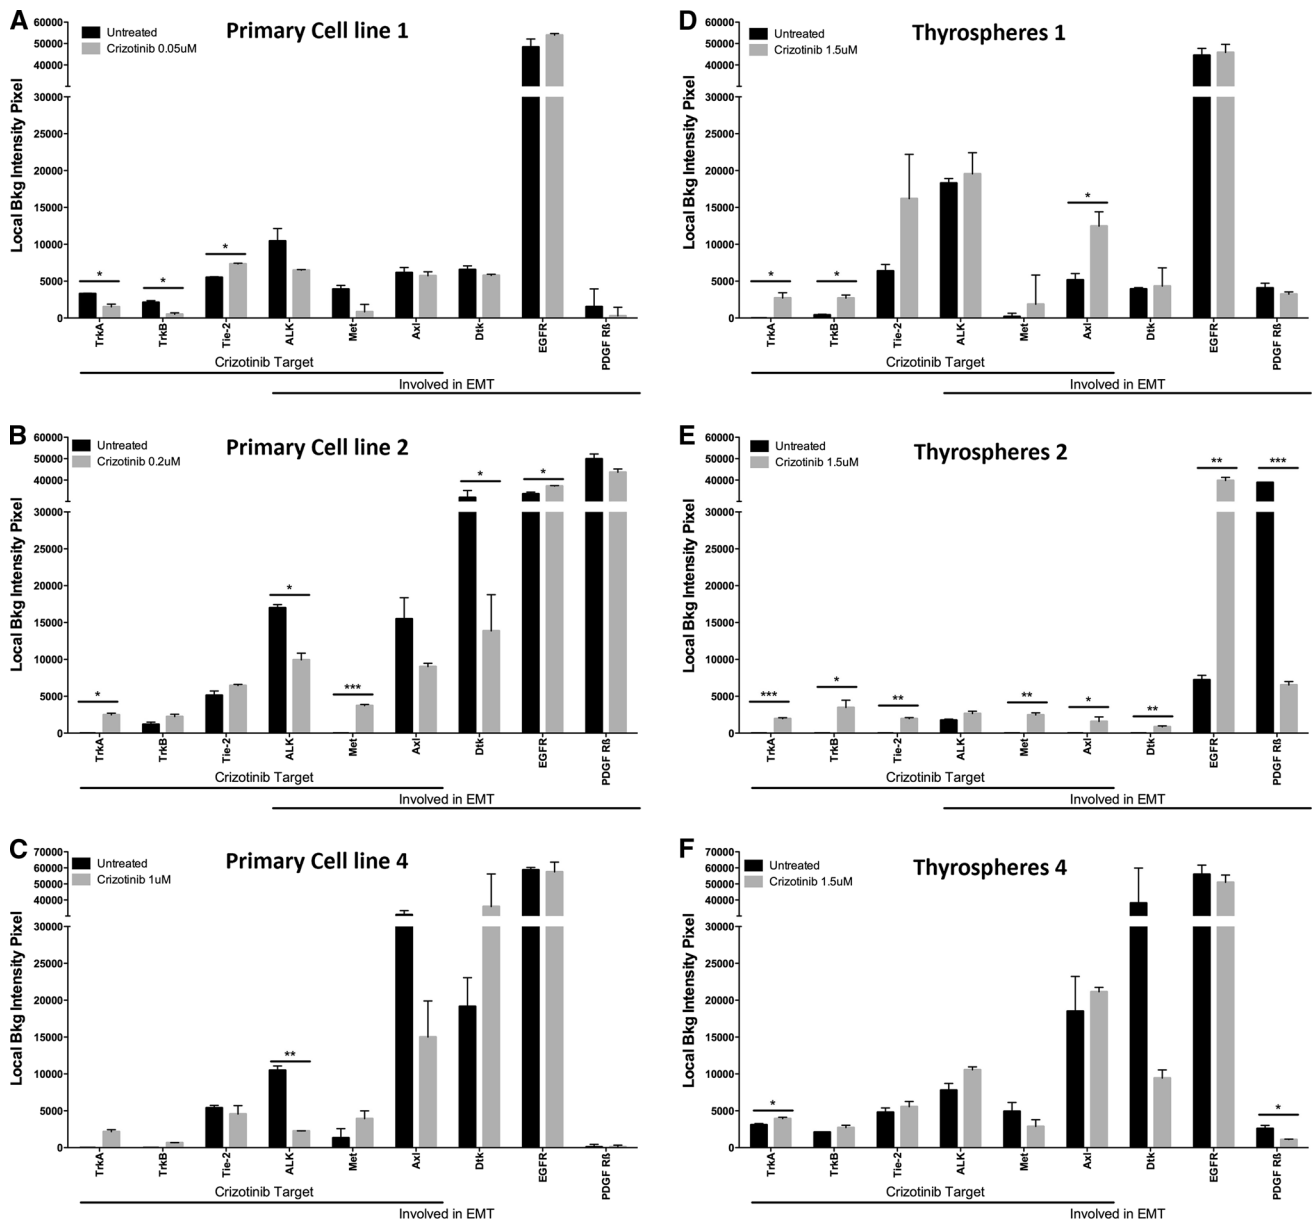 A
Primary Cell line 1
Untreated
Crizotinib 0.05uM
Local Bkg Intensity Pixel
60000
50000
40000
30000
25000
20000
15000
10000
5000
0
*
*
*
TrkA
TrkB
Tie-2
ALK
Met
Axl
Dtk
EGFR
PDGF Rß
Crizotinib Target
Involved in EMT
D
Thyrospheres 1
Untreated
Crizotinib 1.5uM
Local Bkg Intensity Pixel
60000
50000
40000
30000
25000
20000
15000
10000
5000
0
*
*
*
TrkA
TrkB
Tie-2
ALK
Met
Axl
Dtk
EGFR
PDGF Rß
Crizotinib Target
Involved in EMT
B
Primary Cell line 2
Untreated
Crizotinib 0.2uM
Local Bkg Intensity Pixel
60000
50000
40000
30000
25000
20000
15000
10000
5000
0
*
*
***
*
*
TrkA
TrkB
Tie-2
ALK
Met
Axl
Dtk
EGFR
PDGF Rß
Crizotinib Target
Involved in EMT
E
Thyrospheres 2
Untreated
Crizotinib 1.5uM
Local Bkg Intensity Pixel
60000
50000
40000
30000
25000
20000
15000
10000
5000
0
***
*
**
**
*
**
**
***
TrkA
TrkB
Tie-2
ALK
Met
Axl
Dtk
EGFR
PDGF Rß
Crizotinib Target
Involved in EMT
C
Primary Cell line 4
Untreated
Crizotinib 1uM
Local Bkg Intensity Pixel
70000
60000
50000
40000
30000
25000
20000
15000
10000
5000
0
**
TrkA
TrkB
Tie-2
ALK
Met
Axl
Dtk
EGFR
PDGF Rß
Crizotinib Target
Involved in EMT
F
Thyrospheres 4
Untreated
Crizotinib 1.5uM
Local Bkg Intensity Pixel
70000
60000
50000
40000
30000
25000
20000
15000
10000
5000
0
*
*
TrkA
TrkB
Tie-2
ALK
Met
Axl
Dtk
EGFR
PDGF Rß
Crizotinib Target
Involved in EMT